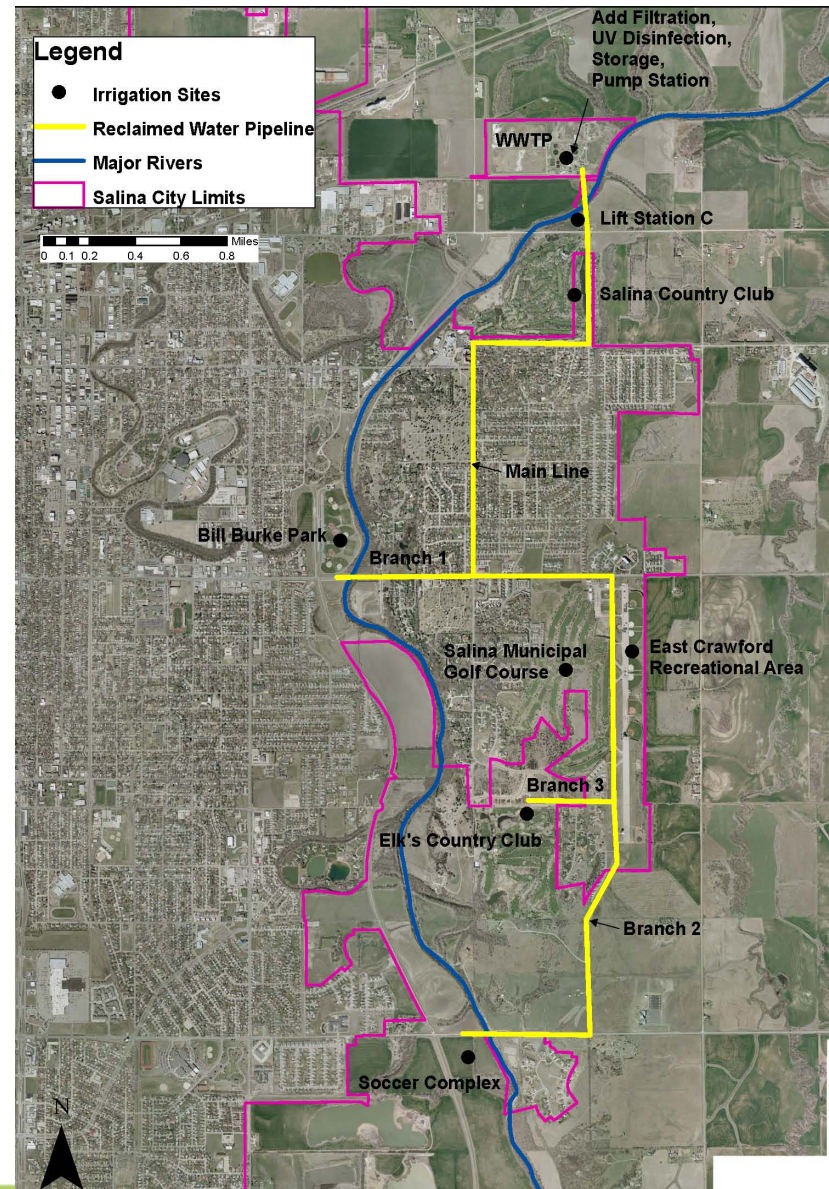 Add Filtration,
UV Disinfection,
Storage,
Pump Station
Legend
Irrigation Sites
Reclaimed Water Pipeline
Major Rivers
Salina City Limits
Miles
0 0.1 0.2 0.4 0.6 0.8
WWTP
Lift Station C
Salina Country Club
Main Line
Bill Burke Park
Branch 1
Salina Municipal
Golf Course
East Crawford
Recreational Area
Branch 3
Elk's Country Club
Branch 2
Soccer Complex
N